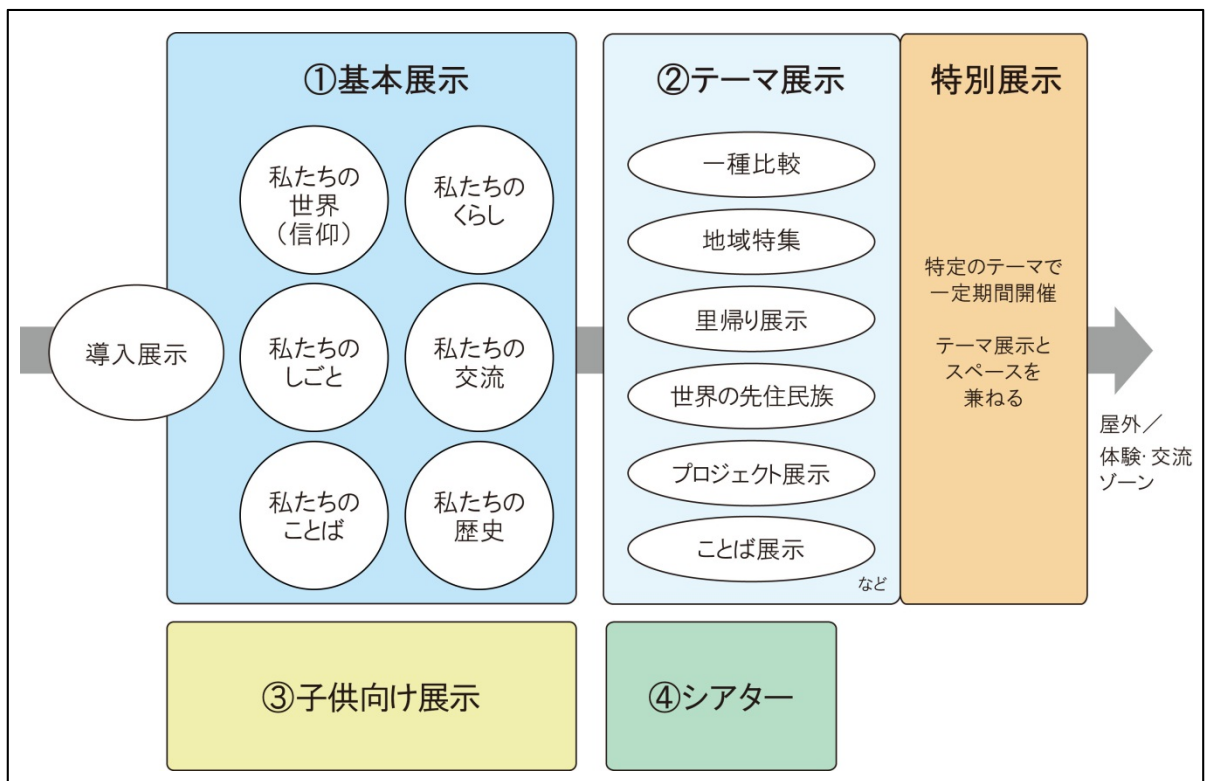 ①基本展示
私たちの
世界
（信仰）
私たちの
くらし
導入展示
私たちの
しごと
私たちの
交流
私たちの
ことば
私たちの
歴史
②テーマ展示
一種比較
地域特集
里帰り展示
世界の先住民族
プロジェクト展示
ことば展示
など
特別展示
特定のテーマで
一定期間開催
テーマ展示と
スペースを
兼ねる
屋外／
体験・交流
ゾーン
③子供向け展示
④シアター